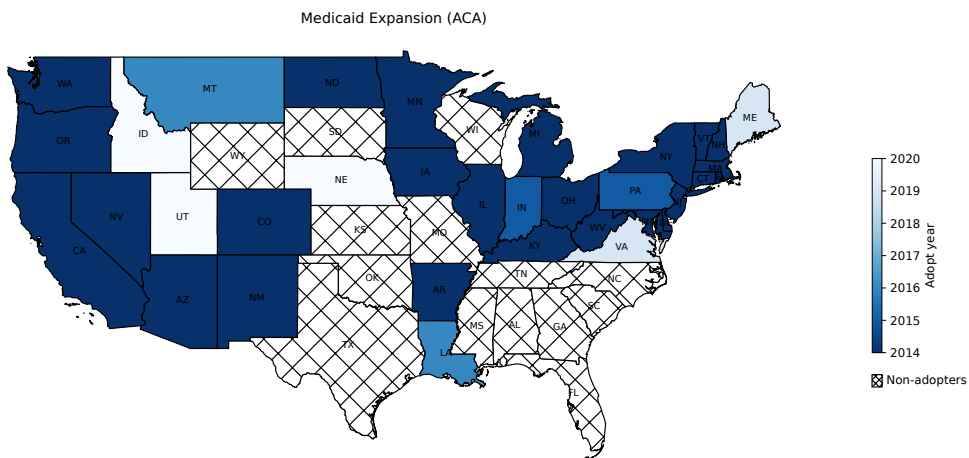 Medicaid Expansion (ACA)
WA
MT
ND
MN
ME
OR
ID
SD
WI
MI
VT
NH
NY
MA
WY
CT
IA
NE
PA
NJ
NV
UT
CO
IL
IN
OH
WV
KS
MO
KY
VA
CA
OK
TN
NC
AZ
NM
AR
SC
MS
AL
GA
TX
LA
FL
2020
2019
2018
2017
2016
2015
2014
Adopt year
Non-adopters